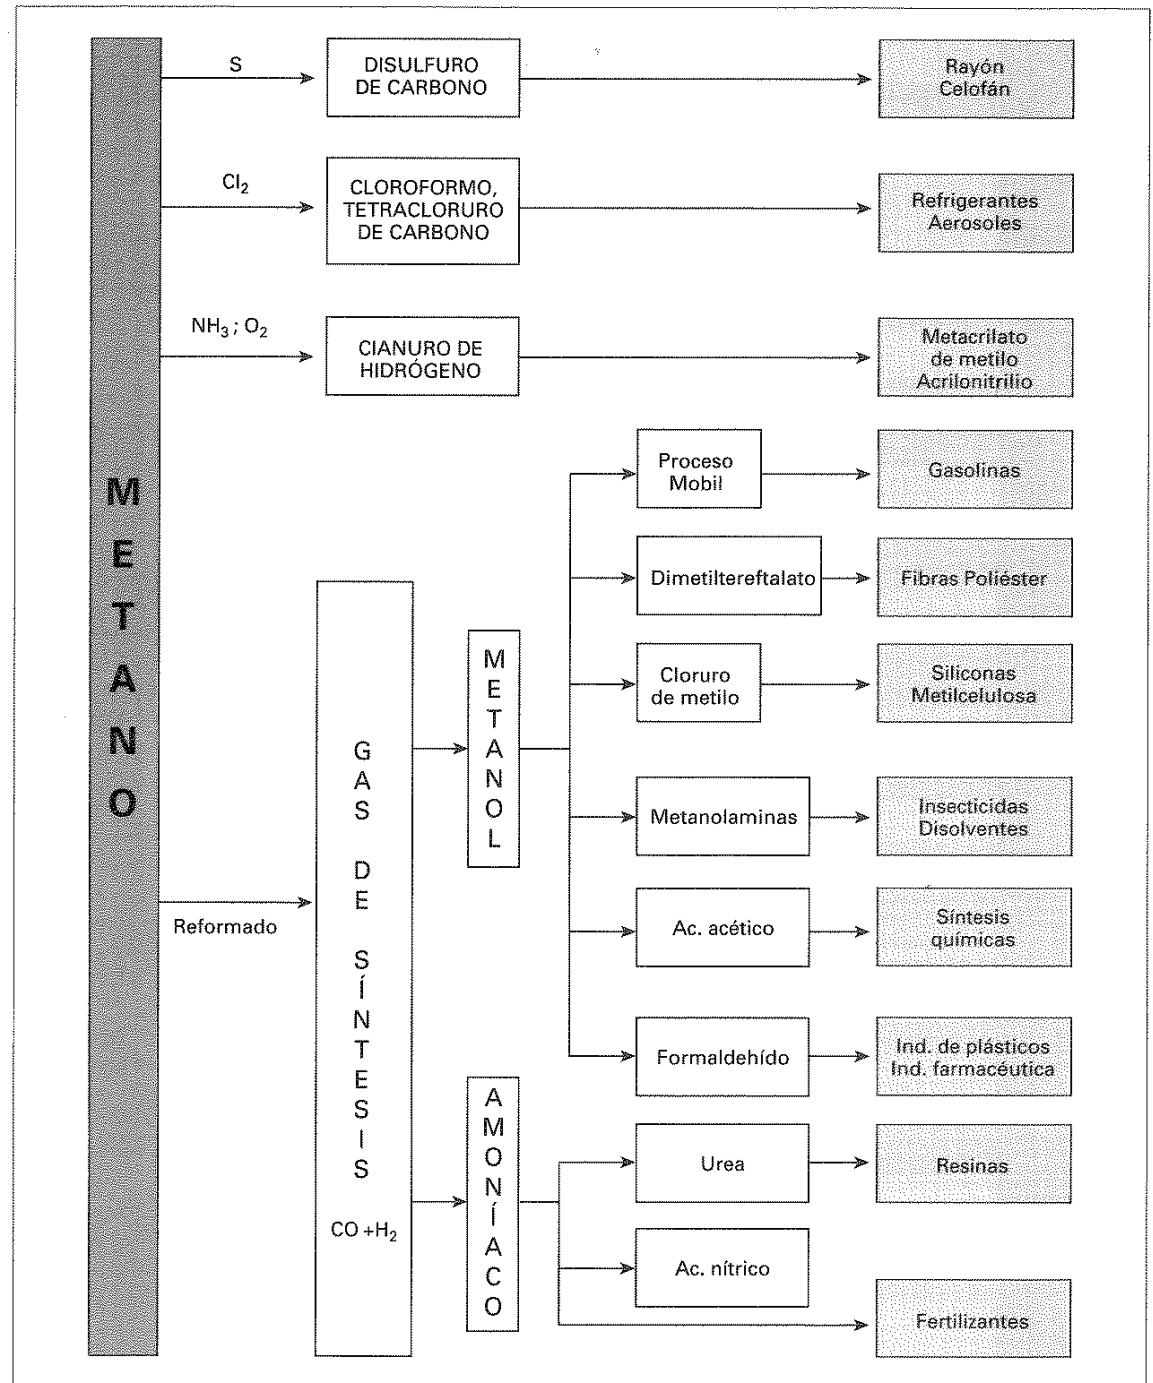 METANO
S
DISULFURO
DE CARBONO
Rayón
Celofán
Cl₂
CLOROFORMO,
TETRACLORURO
DE CARBONO
Refrigerantes
Aerosoles
NH₃ ; O₂
CIANURO DE
HIDRÓGENO
Metacrilato
de metilo
Acrilonitrilio
Reformado
GAS DE SÍNTESIS
CO + H₂
METANOL
Proceso
Mobil
Gasolinas
Dimetiltereftalato
Fibras Poliéster
Cloruro
de metilo
Siliconas
Metilcelulosa
Metanolaminas
Insecticidas
Disolventes
Ac. acético
Síntesis
químicas
Formaldehído
Ind. de plásticos
Ind. farmacéutica
AMONÍACO
Urea
Resinas
Ac. nítrico
Fertilizantes